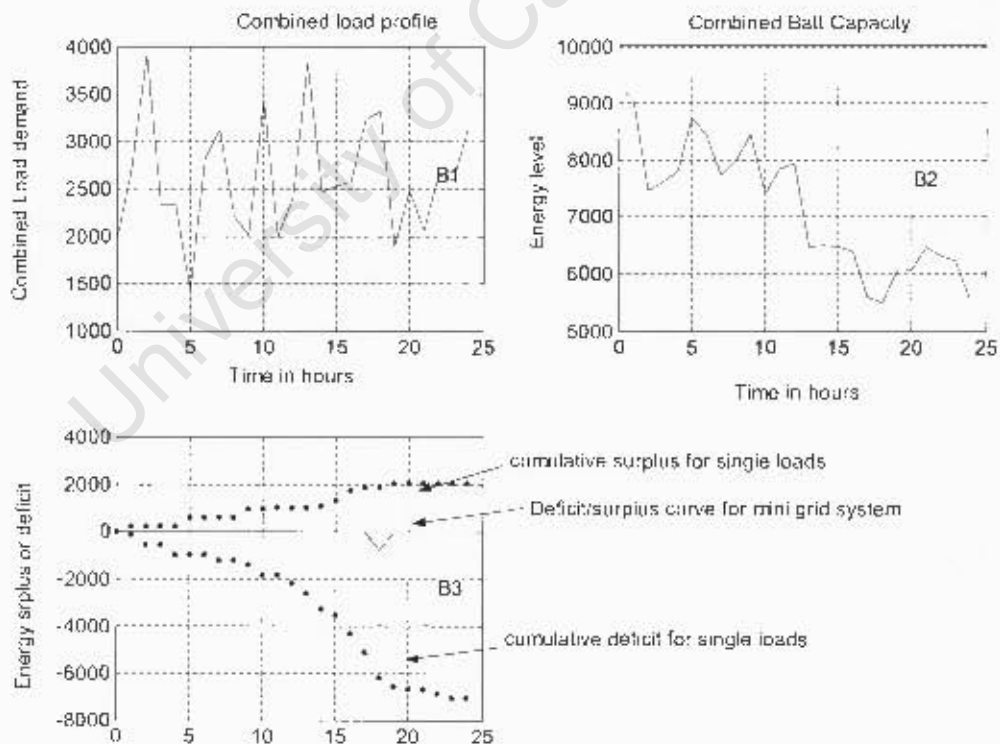 Combined load profile
Combined Load demand
4000
3500
3000
2500
2000
1500
1000
0 5 10 15 20 25
Time in hours
B1
Combined Batt Capacity
Energy level
10000
9000
8000
7000
6000
5000
0 5 10 15 20 25
Time in hours
B2
Energy srplus or deficit
4000
2000
0
-2000
-4000
-6000
-8000
0 5 10 15 20 25
B3
cumulative surplus for single loads
Deficit/surplus curve for mini grid system
cumulative deficit for single loads
University of